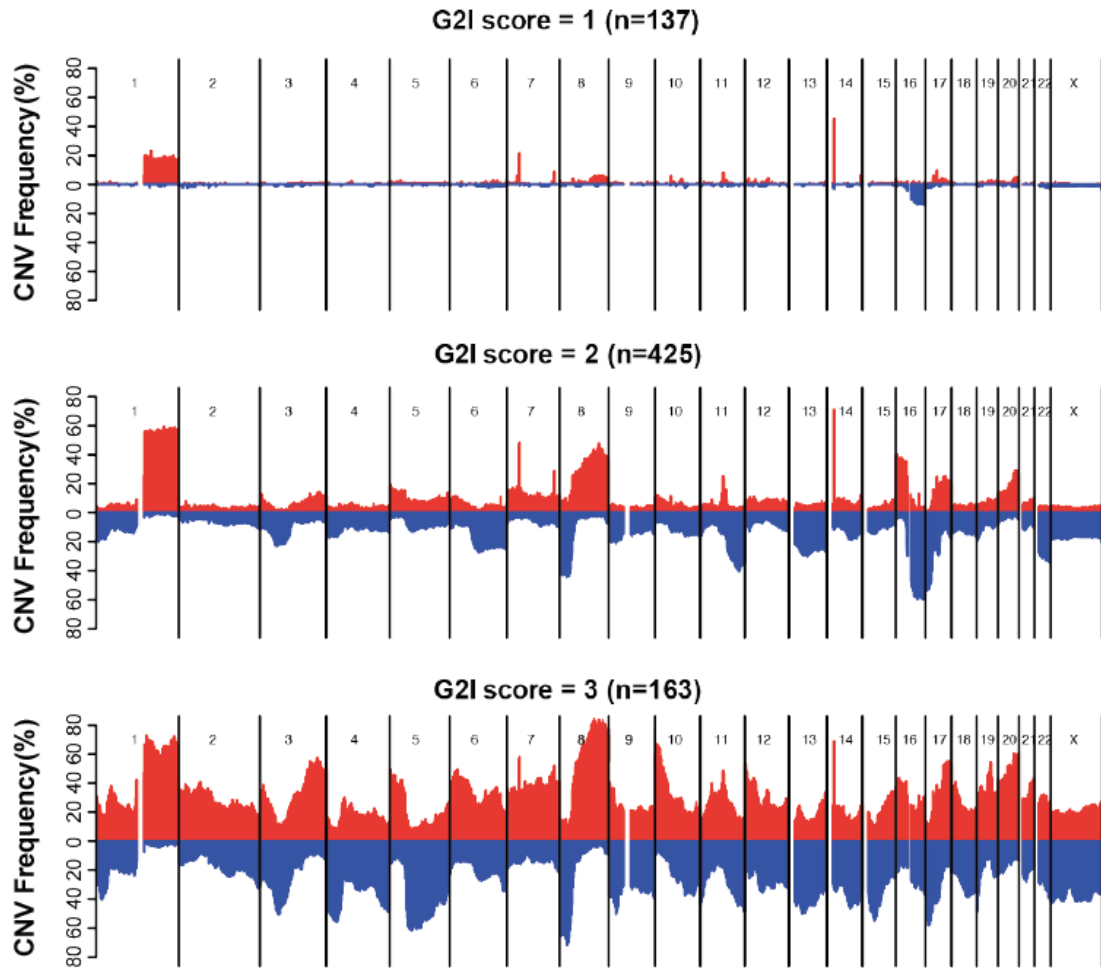 G2I score = 1 (n=137)
CNV Frequency(%)
80 60 40 20 0 20 40 60 80
1 2 3 4 5 6 7 8 9 10 11 12 13 14 15 16 17 18 19 20 21 22 X
G2I score = 2 (n=425)
CNV Frequency(%)
80 60 40 20 0 20 40 60 80
1 2 3 4 5 6 7 8 9 10 11 12 13 14 15 16 17 18 19 20 21 22 X
G2I score = 3 (n=163)
CNV Frequency(%)
80 60 40 20 0 20 40 60 80
1 2 3 4 5 6 7 8 9 10 11 12 13 14 15 16 17 18 19 20 21 22 X